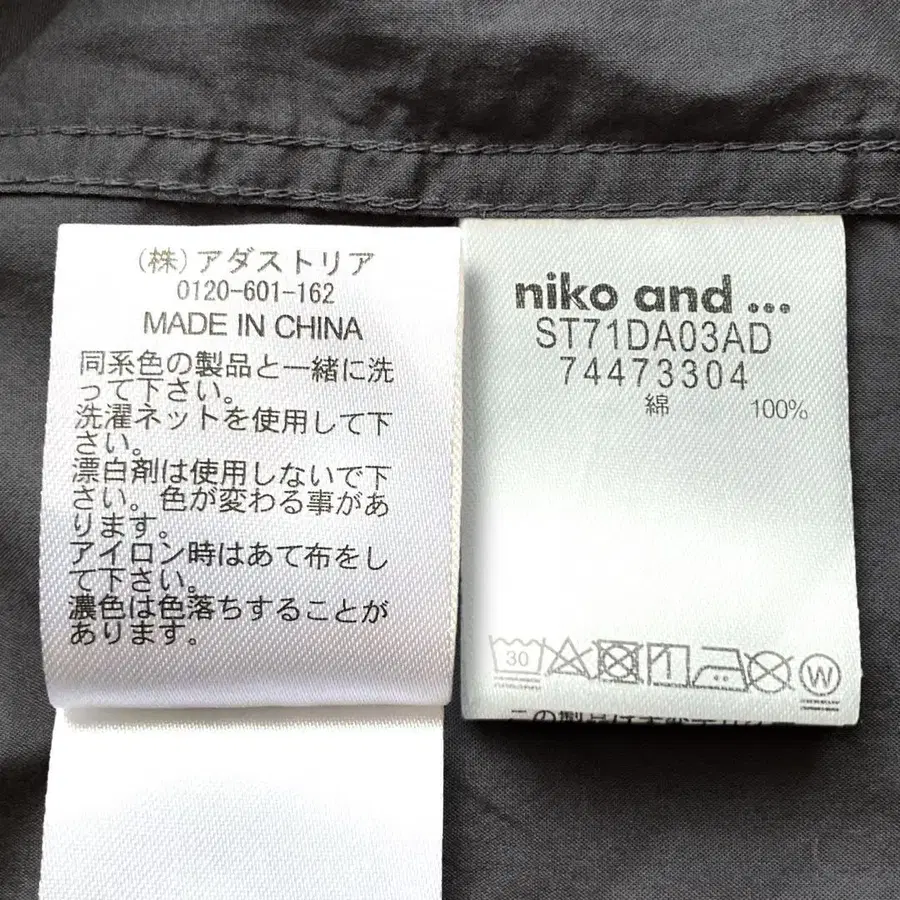 (株)アダストリア
0120-601-162
MADE IN CHINA
同系色の製品と一緒に洗
って下さい。
洗濯ネットを使用して下
さい。
漂白剤は使用しないで下
さい。色が変わる事があ
ります。
アイロン時はあて布をし
て下さい。
濃色は色落ちすることが
あります。
niko and ...
ST71DA03AD
74473304
綿 100%
30
W
この製品は